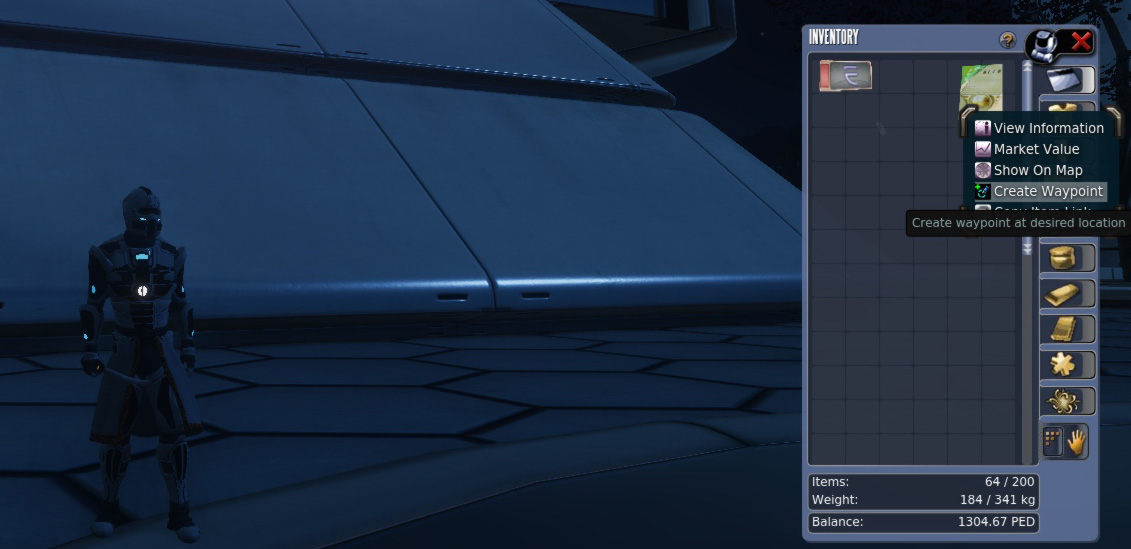 INVENTORY
View Information
Market Value
Show On Map
Create Waypoint
Create waypoint at desired location
Items: 64 / 200
Weight: 184 / 341 kg
Balance: 1304.67 PED